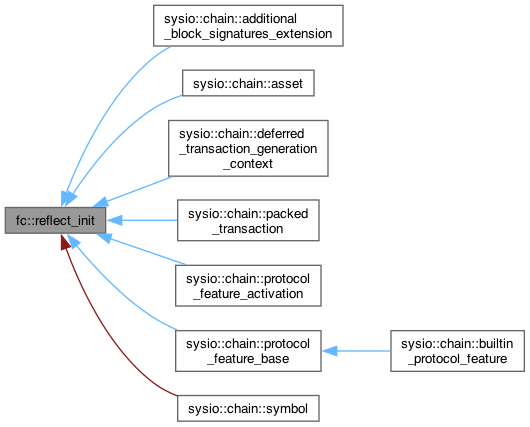 sysio::chain::additional
_block_signatures_extension
sysio::chain::asset
sysio::chain::deferred
_transaction_generation
_context
fc::reflect_init
sysio::chain::packed
_transaction
sysio::chain::protocol
_feature_activation
sysio::chain::protocol
_feature_base
sysio::chain::builtin
_protocol_feature
sysio::chain::symbol